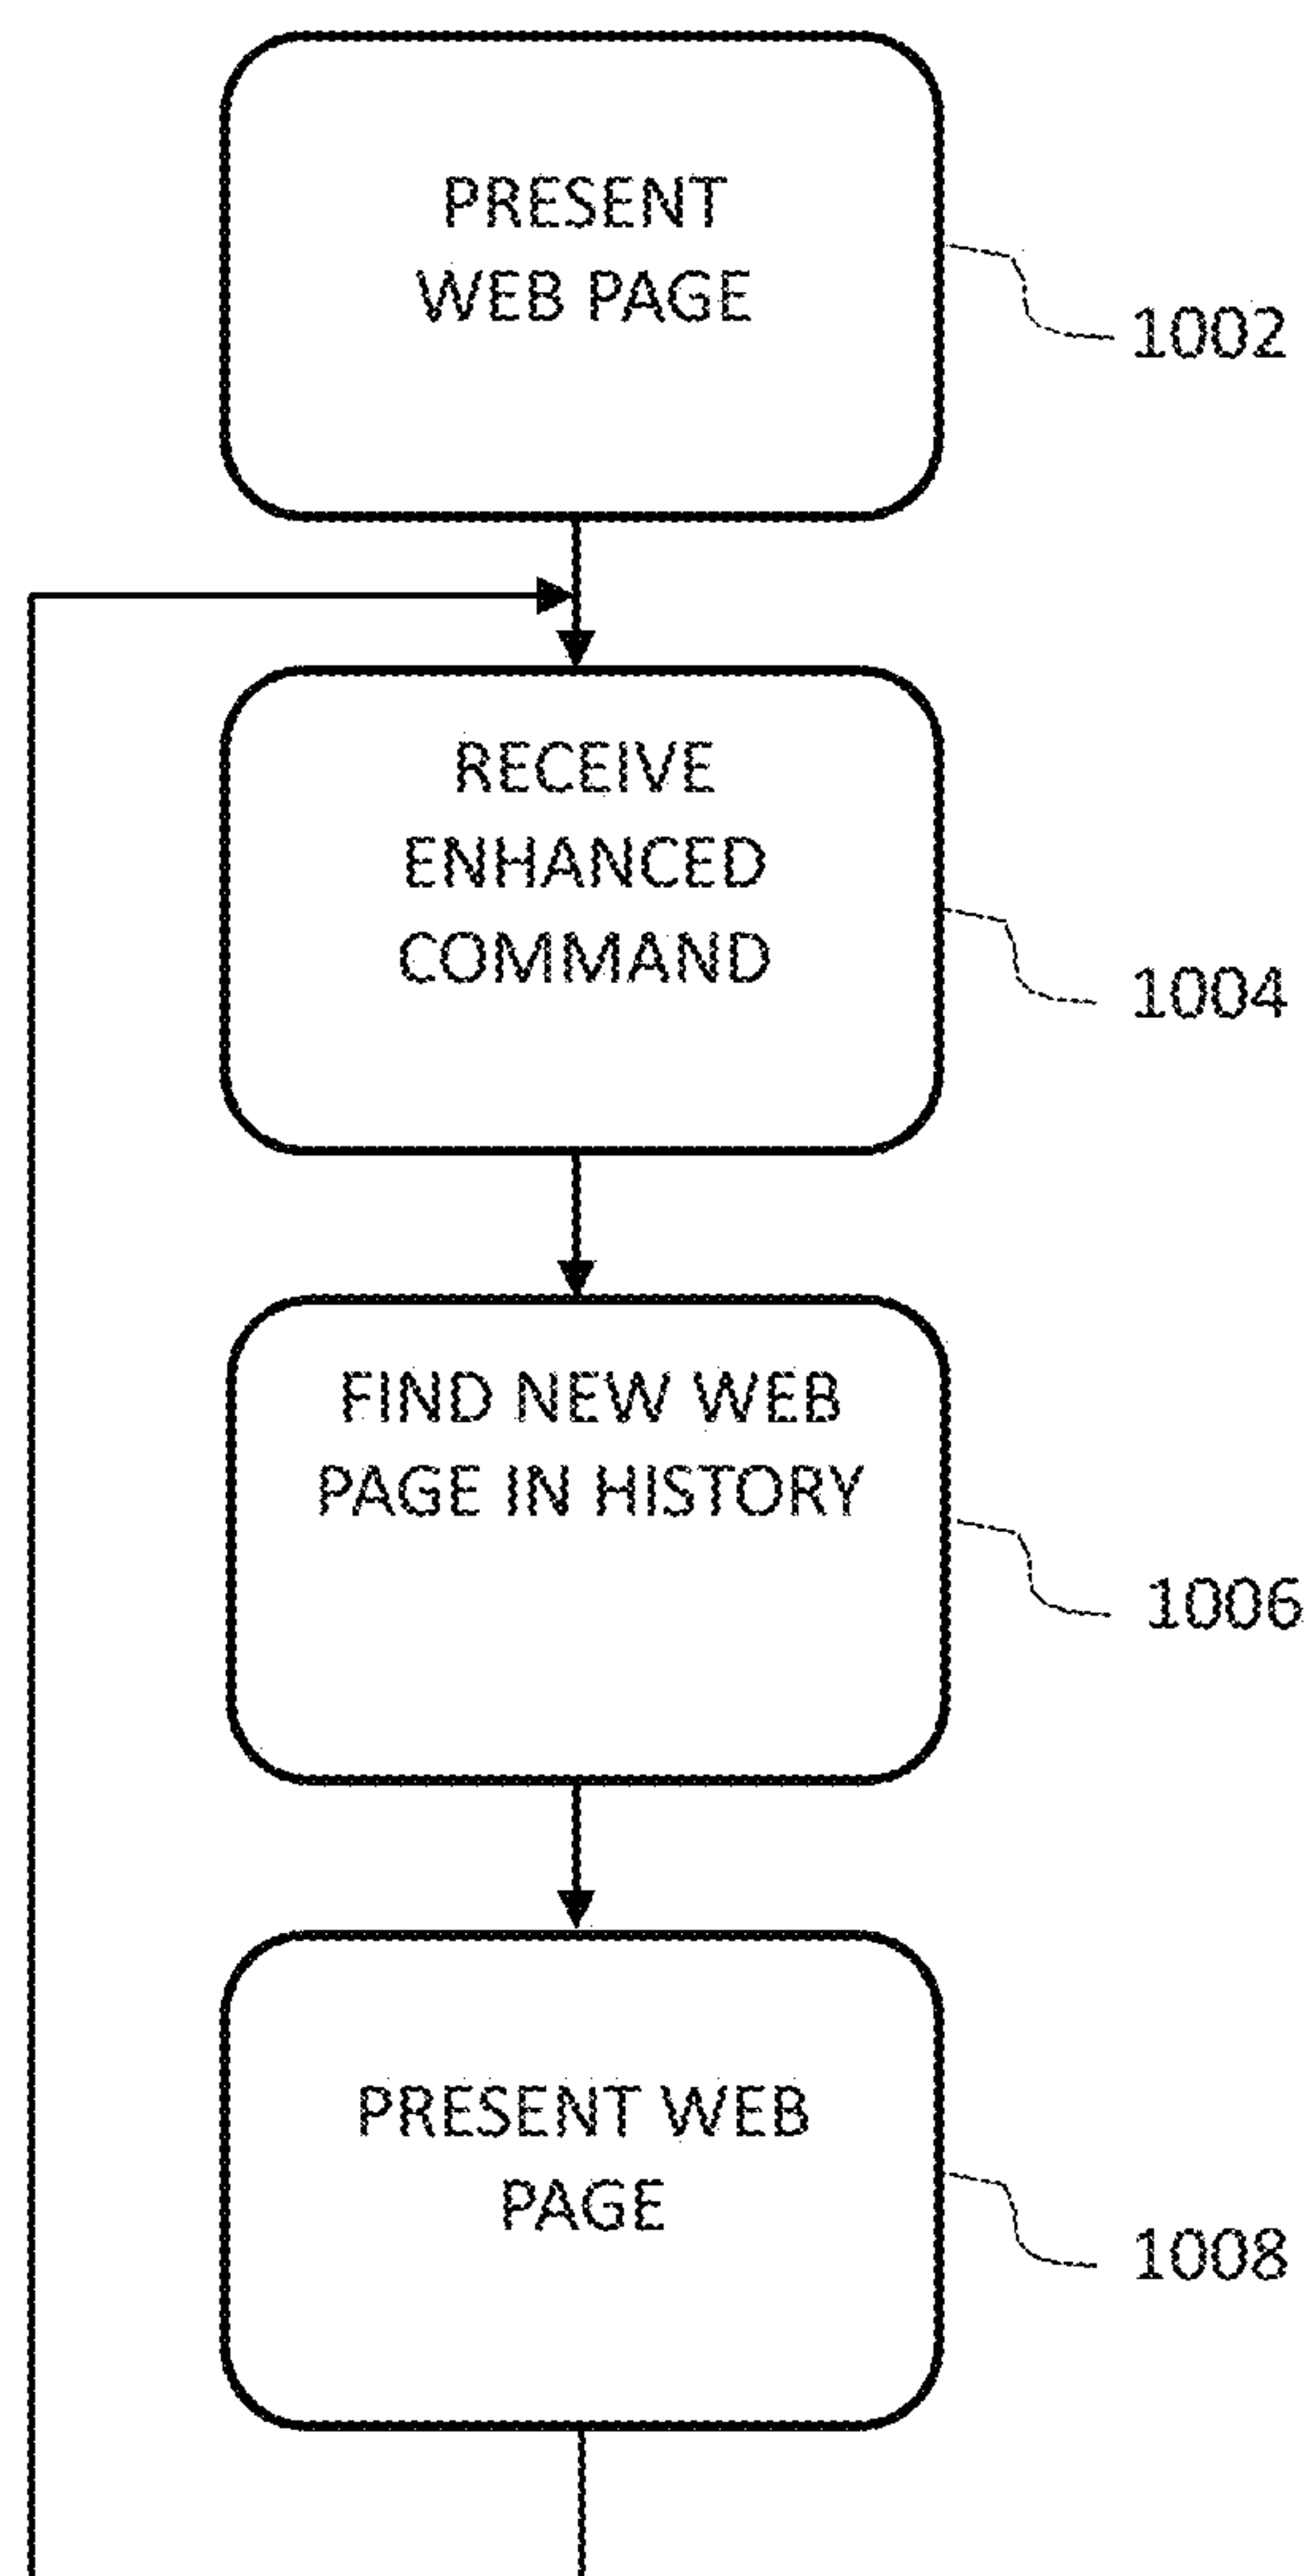 PRESENT
WEB PAGE
1002
RECEIVE
ENHANCED
COMMAND
1004
FIND NEW WEB
PAGE IN HISTORY
1006
PRESENT WEB
PAGE
1008